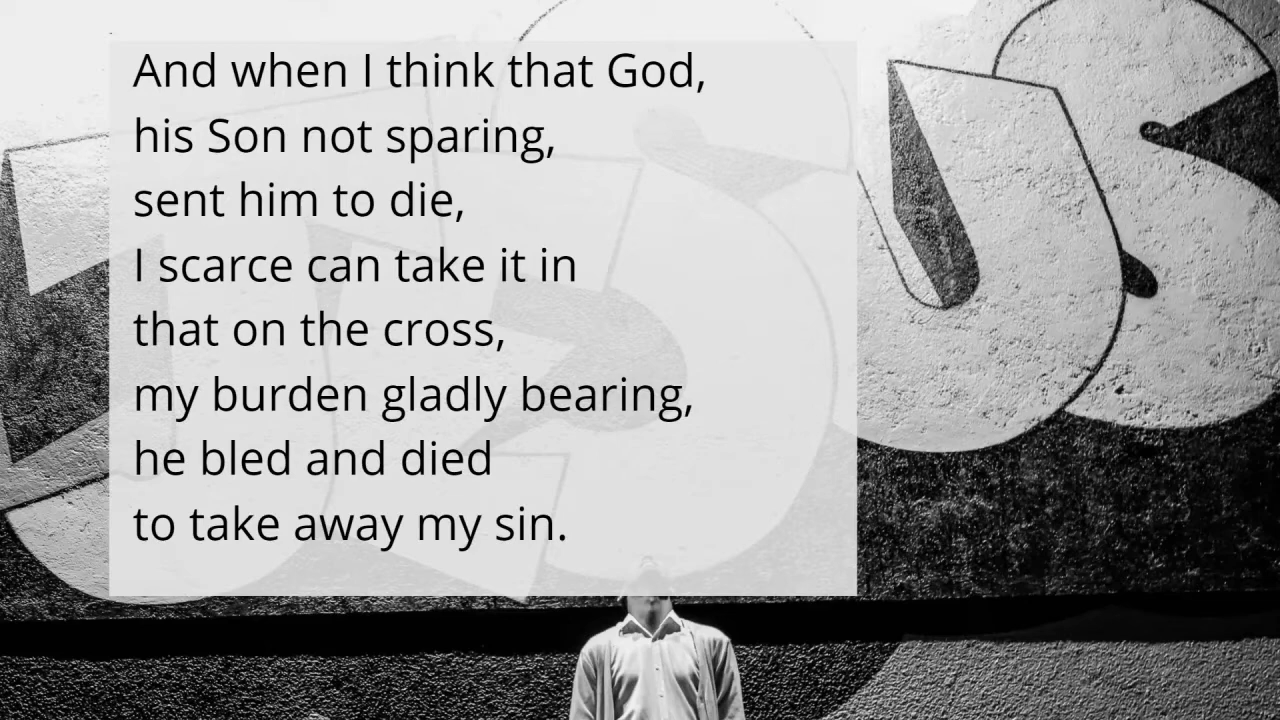 And when I think that God,
his Son not sparing,
sent him to die,
I scarce can take it in
that on the cross,
my burden gladly bearing,
he bled and died
to take away my sin.
JESUS